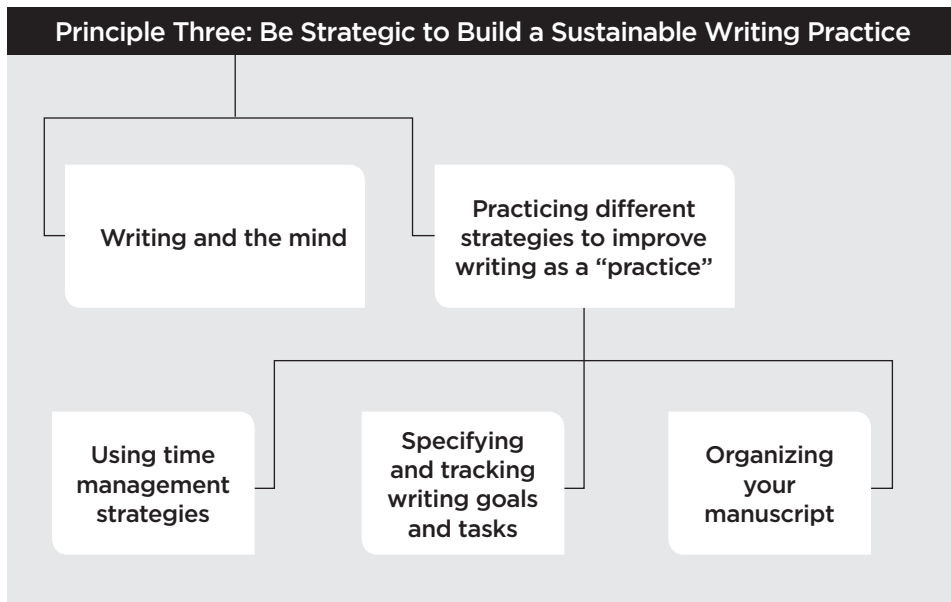 Principle Three: Be Strategic to Build a Sustainable Writing Practice
Writing and the mind
Practicing different
strategies to improve
writing as a “practice”
Using time
management
strategies
Specifying
and tracking
writing goals
and tasks
Organizing
your
manuscript